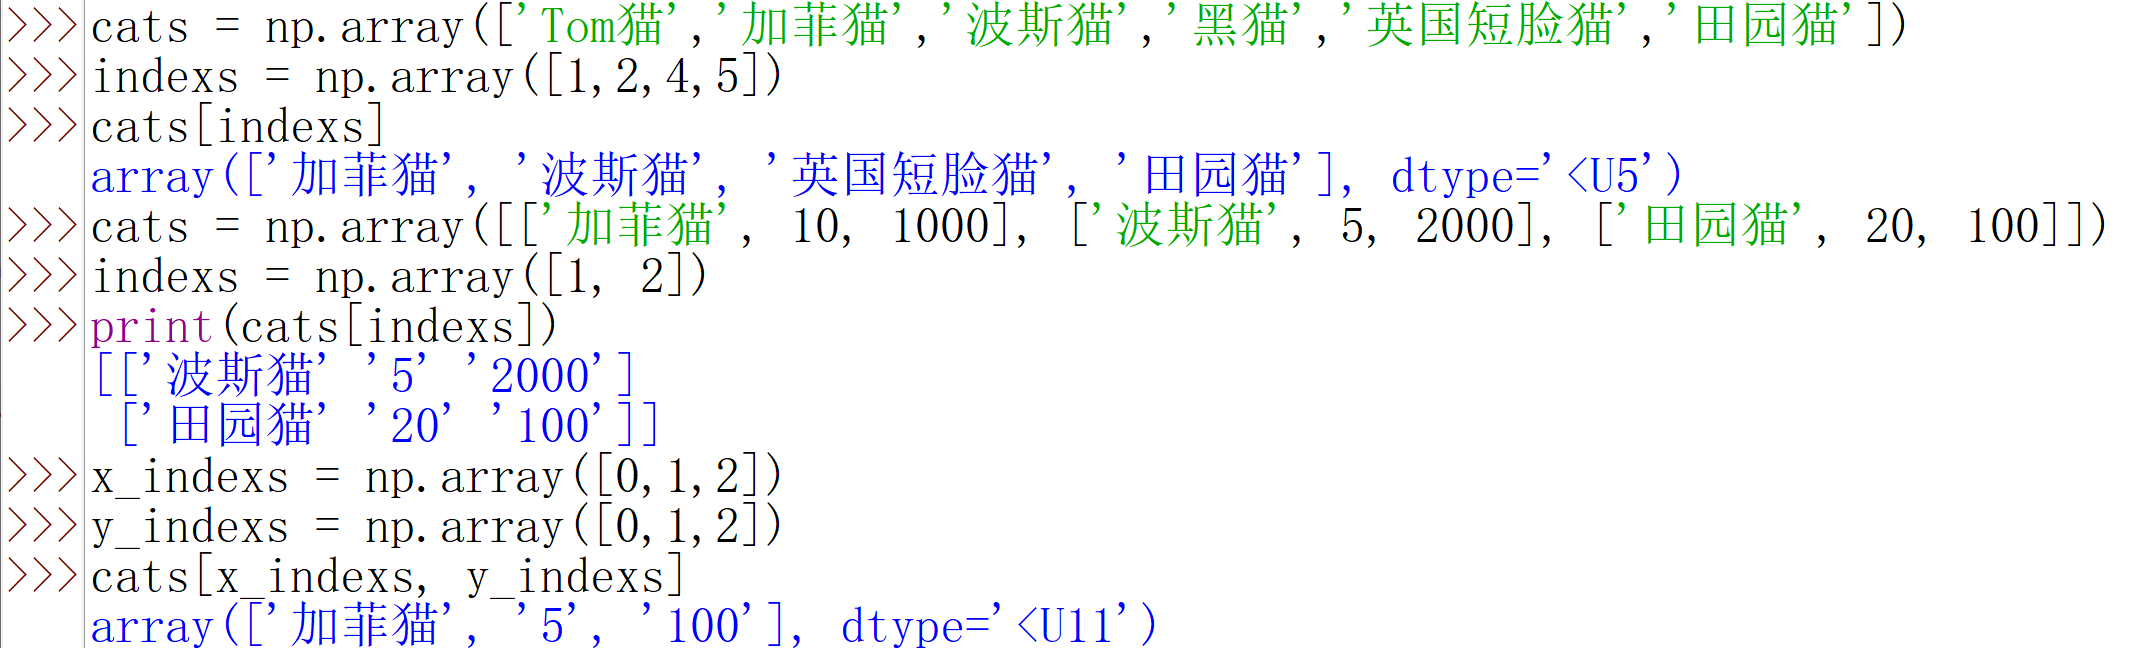 >>> cats = np.array(['Tom猫','加菲猫','波斯猫','黑猫','英国短脸猫','田园猫'])
>>> indexs = np.array([1,2,4,5])
>>> cats[indexs]
array(['加菲猫', '波斯猫', '英国短脸猫', '田园猫'], dtype='<U5')
>>> cats = np.array([['加菲猫', 10, 1000], ['波斯猫', 5, 2000], ['田园猫', 20, 100]])
>>> indexs = np.array([1, 2])
>>> print(cats[indexs])
[['波斯猫' '5' '2000']
 ['田园猫' '20' '100']]
>>> x_indexs = np.array([0,1,2])
>>> y_indexs = np.array([0,1,2])
>>> cats[x_indexs, y_indexs]
array(['加菲猫', '5', '100'], dtype='<U11')